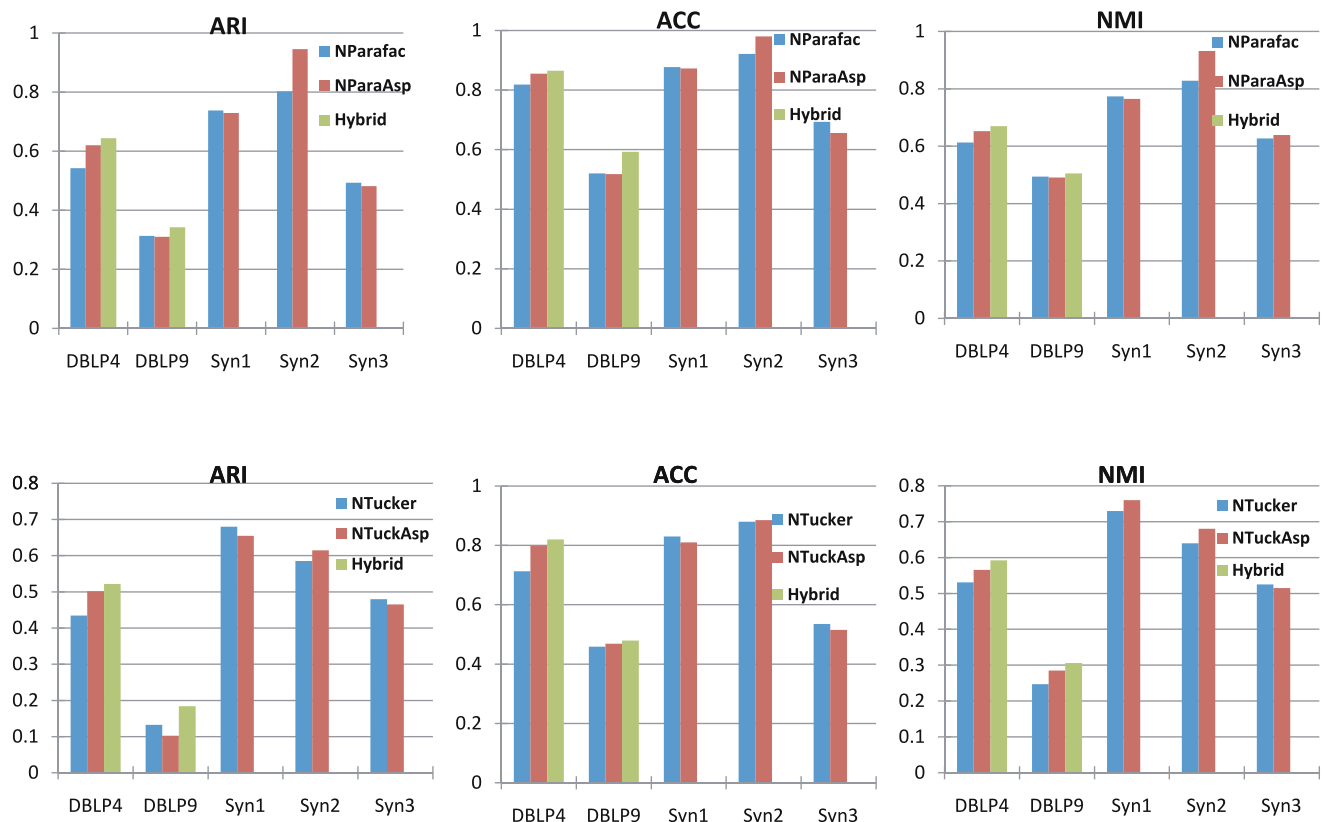 ARI
1
0.8
0.6
0.4
0.2
0
NParafac
NParaAsp
Hybrid
DBLP4 DBLP9 Syn1 Syn2 Syn3
ACC
1
0.8
0.6
0.4
0.2
0
NParafac
NParaAsp
Hybrid
DBLP4 DBLP9 Syn1 Syn2 Syn3
NMI
1
0.8
0.6
0.4
0.2
0
NParafac
NParaAsp
Hybrid
DBLP4 DBLP9 Syn1 Syn2 Syn3
ARI
0.8
0.7
0.6
0.5
0.4
0.3
0.2
0.1
0
NTucker
NTuckAsp
Hybrid
DBLP4 DBLP9 Syn1 Syn2 Syn3
ACC
1
0.8
0.6
0.4
0.2
0
NTucker
NTuckAsp
Hybrid
DBLP4 DBLP9 Syn1 Syn2 Syn3
NMI
0.8
0.7
0.6
0.5
0.4
0.3
0.2
0.1
0
NTucker
NTuckAsp
Hybrid
DBLP4 DBLP9 Syn1 Syn2 Syn3